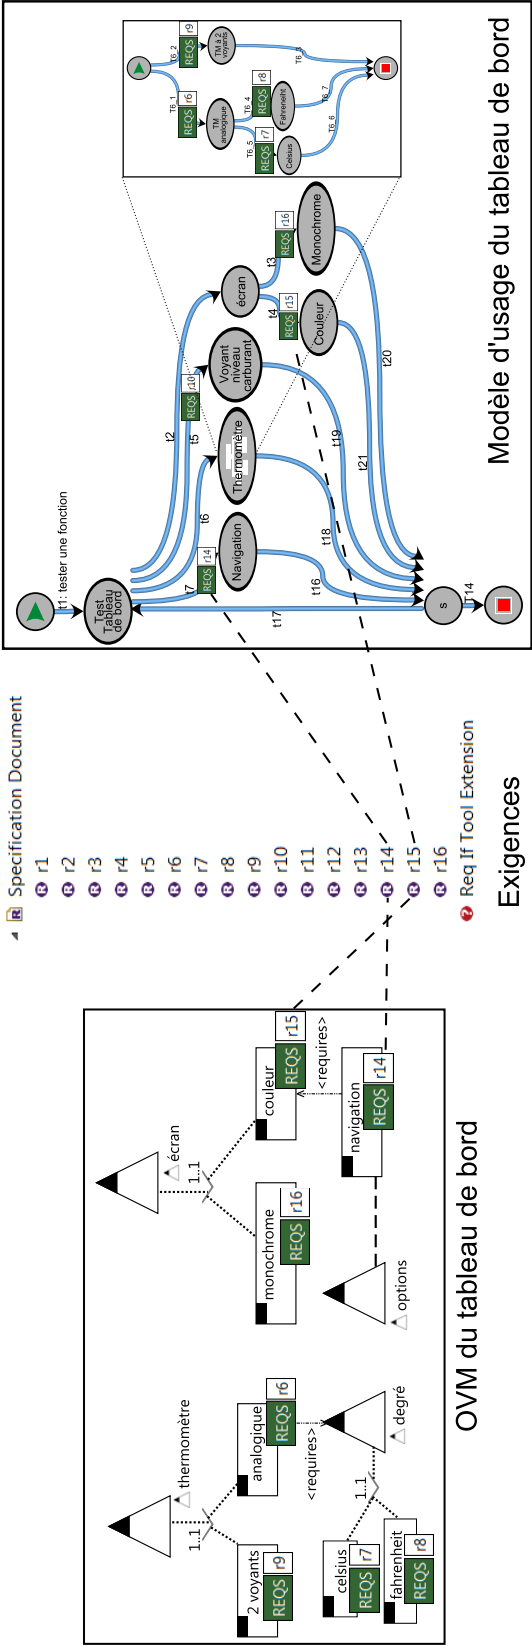 thermomètre
1..1
2 voyants
REQS
r9
analogique
REQS
r6
<requires>
degré
1..1
celsius
REQS
r7
fahrenheit
REQS
r8
écran
1..1
monochrome
REQS
r16
couleur
REQS
r15
<requires>
navigation
REQS
r14
options
OVM du tableau de bord
Specification Document
r1
r2
r3
r4
r5
r6
r7
r8
r9
r10
r11
r12
r13
r14
r15
r16
Req If Tool Extension
Exigences
t1: tester une fonction
Test
Tableau
de bord
t2
t5
t6
t7
REQS
r14
Navigation
Thermomètre
REQS
r10
Voyant
niveau
carburant
écran
t3
REQS
r16
Monochrome
t4
REQS
r15
Couleur
t16
t17
t18
t19
t21
t20
s
T14
T6_2
REQS
r9
TM à 2
voyants
T6_3
T6_1
REQS
r6
TM
analogique
T6_4
REQS
r8
Fahreneiht
T6_7
T6_5
REQS
r7
Celsius
T6_6
Modèle d'usage du tableau de bord